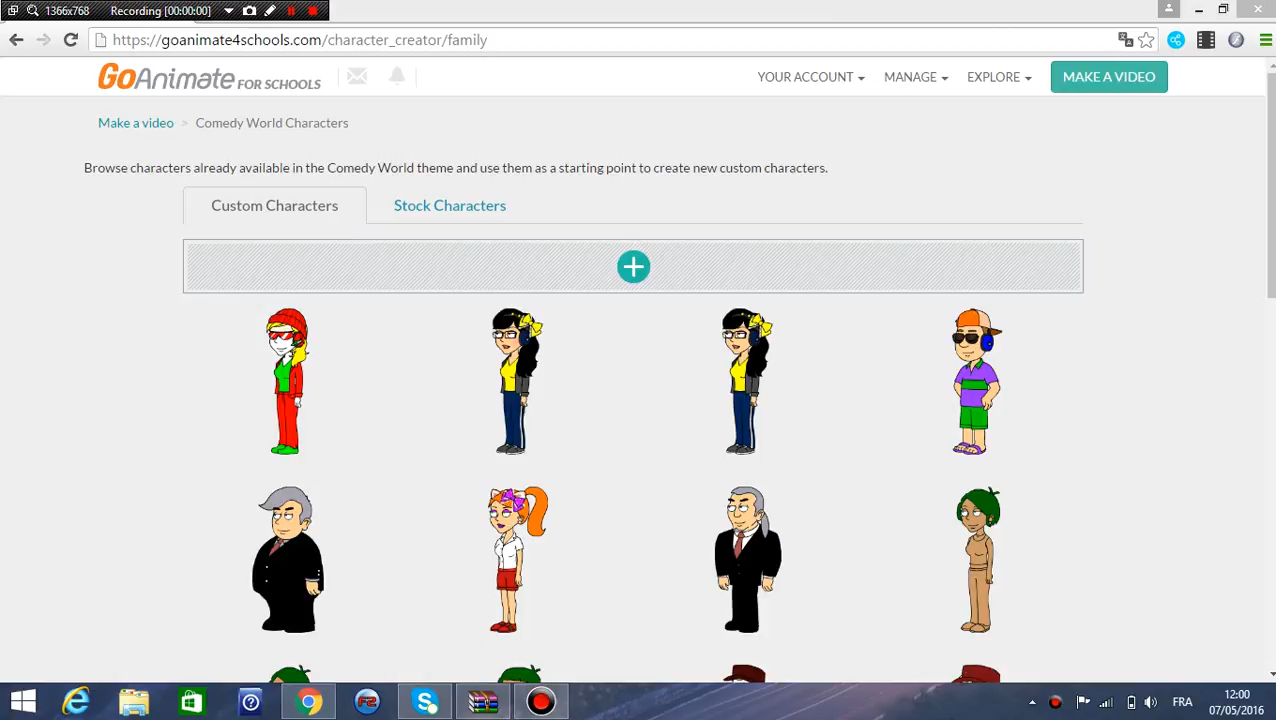 1366x768 Recording [00:00:00]
https://goanimate4schools.com/character_creator/family
GoAnimate FOR SCHOOLS
YOUR ACCOUNT MANAGE EXPLORE MAKE A VIDEO
Make a video > Comedy World Characters
Browse characters already available in the Comedy World theme and use them as a starting point to create new custom characters.
Custom Characters Stock Characters
FR
12:00
07/05/2016